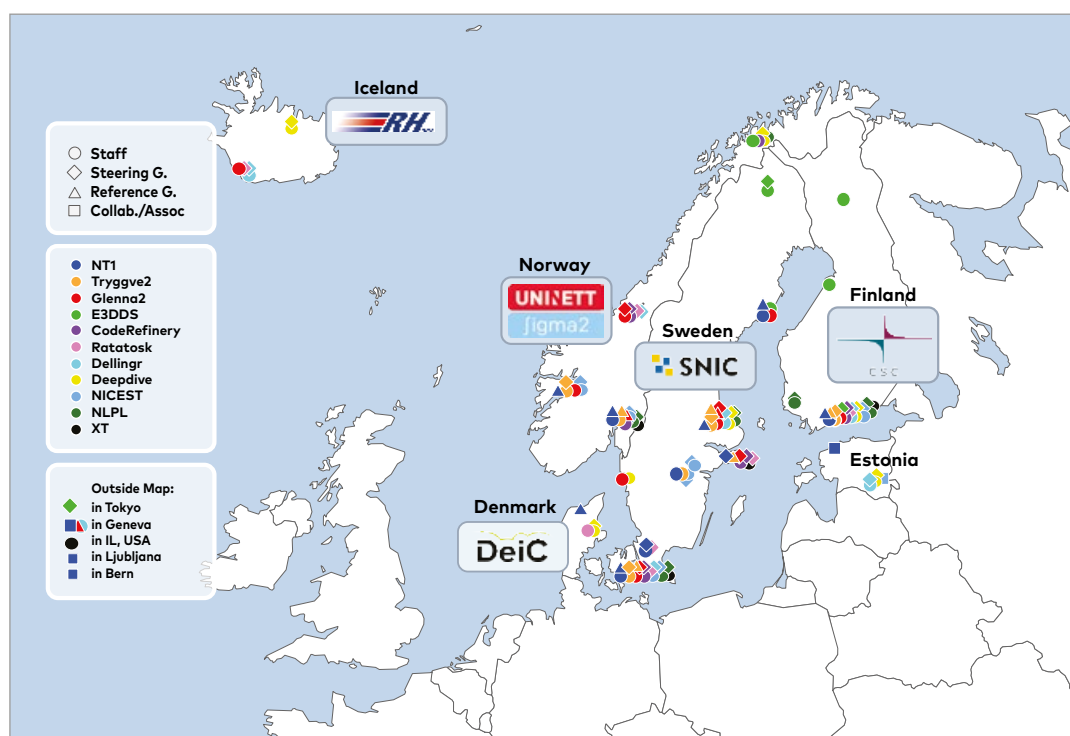 Iceland
RH
Staff
Steering G.
Reference G.
Collab./Assoc
NT1
Tryggve2
Glenna2
E3DDS
CodeRefinery
Ratatosk
Dellingr
Deepdive
NICEST
NLPL
XT
Outside Map:
in Tokyo
in Geneva
in IL, USA
in Ljubljana
in Bern
Norway
UNINETT
ʃigma2
Sweden
SNIC
Finland
CSC
Estonia
Denmark
DeiC